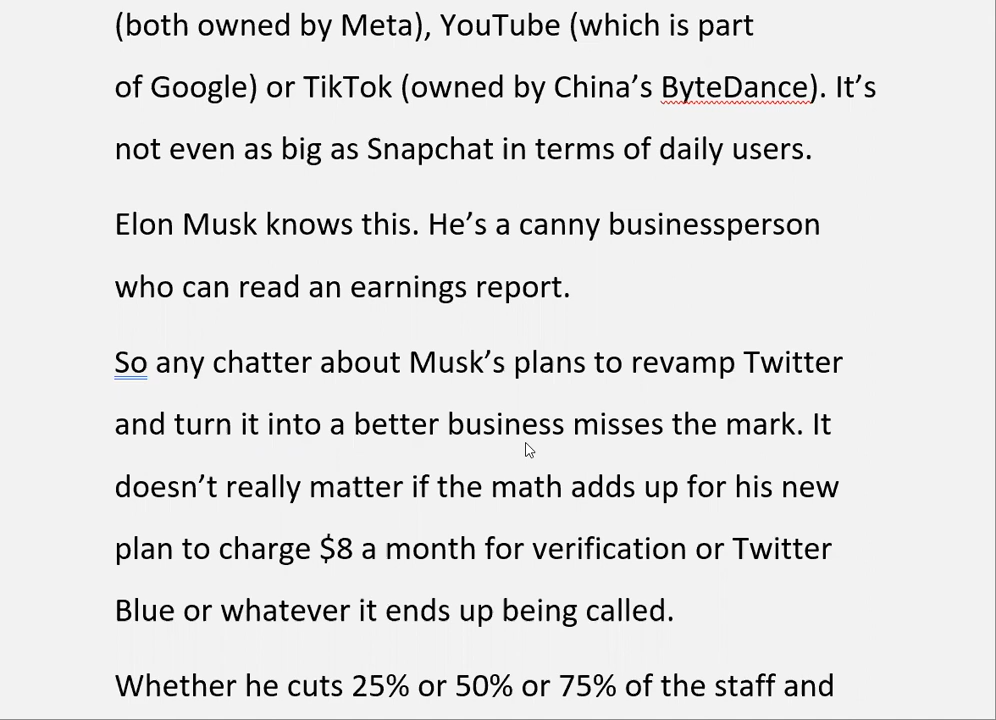 (both owned by Meta), YouTube (which is part
of Google) or TikTok (owned by China’s ByteDance). It’s
not even as big as Snapchat in terms of daily users.
Elon Musk knows this. He’s a canny businessperson
who can read an earnings report.
So any chatter about Musk’s plans to revamp Twitter
and turn it into a better business misses the mark. It
doesn’t really matter if the math adds up for his new
plan to charge $8 a month for verification or Twitter
Blue or whatever it ends up being called.
Whether he cuts 25% or 50% or 75% of the staff and